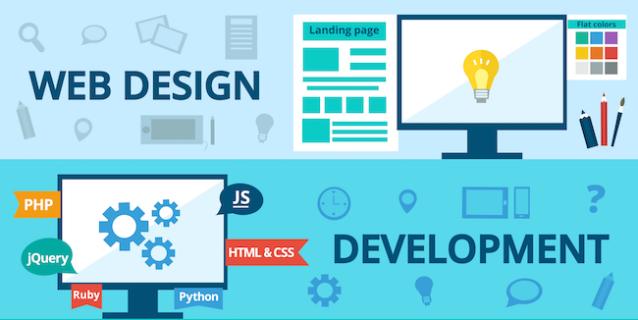 WEB DESIGN
Landing page
Flat colors
PHP
JS
jQuery
HTML & CSS
Ruby
Python
?
DEVELOPMENT